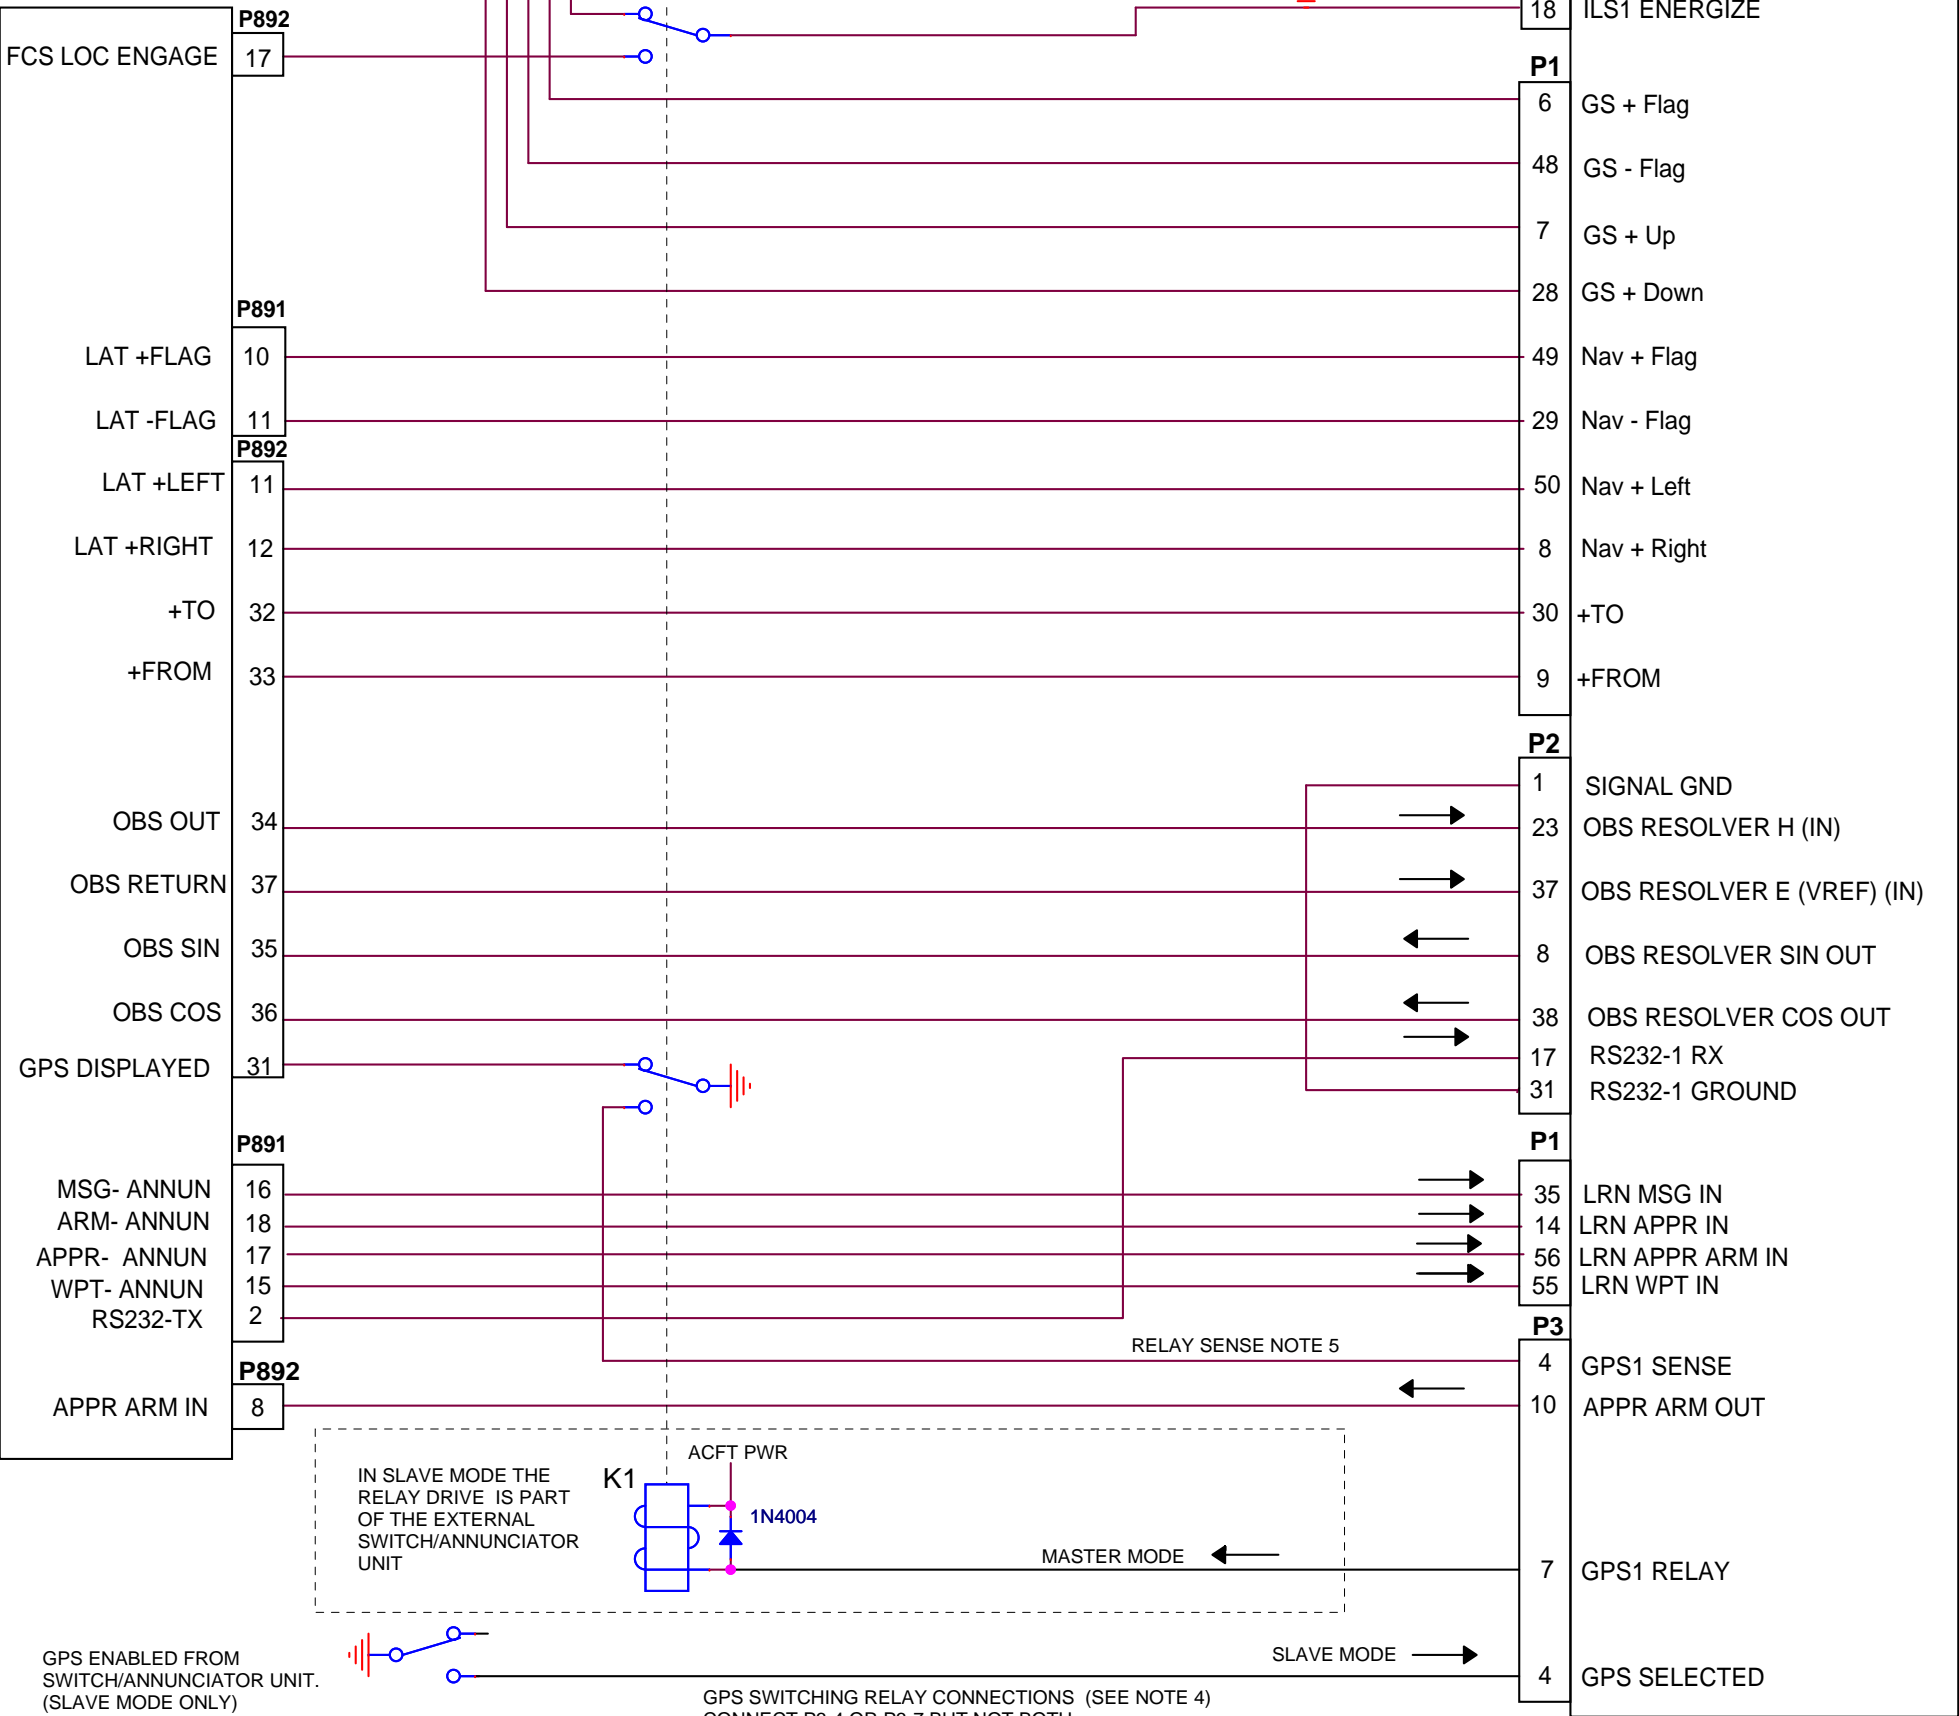 P892
FCS LOC ENGAGE 17
18 ILS1 ENERGIZE
P1
6 GS + Flag
48 GS - Flag
7 GS + Up
28 GS + Down
P891
LAT +FLAG 10 49 Nav + Flag
LAT -FLAG 11 29 Nav - Flag
P892
LAT +LEFT 11 50 Nav + Left
LAT +RIGHT 12 8 Nav + Right
+TO 32 30 +TO
+FROM 33 9 +FROM
P2
1 SIGNAL GND
OBS OUT 34 23 OBS RESOLVER H (IN)
OBS RETURN 37 37 OBS RESOLVER E (VREF) (IN)
OBS SIN 35 8 OBS RESOLVER SIN OUT
OBS COS 36 38 OBS RESOLVER COS OUT
17 RS232-1 RX
GPS DISPLAYED 31
31 RS232-1 GROUND
P891
P1
MSG- ANNUN 16 35 LRN MSG IN
ARM- ANNUN 18 14 LRN APPR IN
APPR- ANNUN 17 56 LRN APPR ARM IN
WPT- ANNUN 15 55 LRN WPT IN
RS232-TX 2
P3
RELAY SENSE NOTE 5
4 GPS1 SENSE
P892
APPR ARM IN 8 10 APPR ARM OUT
ACFT PWR
K1
IN SLAVE MODE THE
RELAY DRIVE IS PART
OF THE EXTERNAL
SWITCH/ANNUNCIATOR
UNIT
1N4004
MASTER MODE
7 GPS1 RELAY
GPS ENABLED FROM
SWITCH/ANNUNCIATOR UNIT.
(SLAVE MODE ONLY)
SLAVE MODE
4 GPS SELECTED
GPS SWITCHING RELAY CONNECTIONS (SEE NOTE 4)
CONNECT P3-4 OR P3-7 BUT NOT BOTH